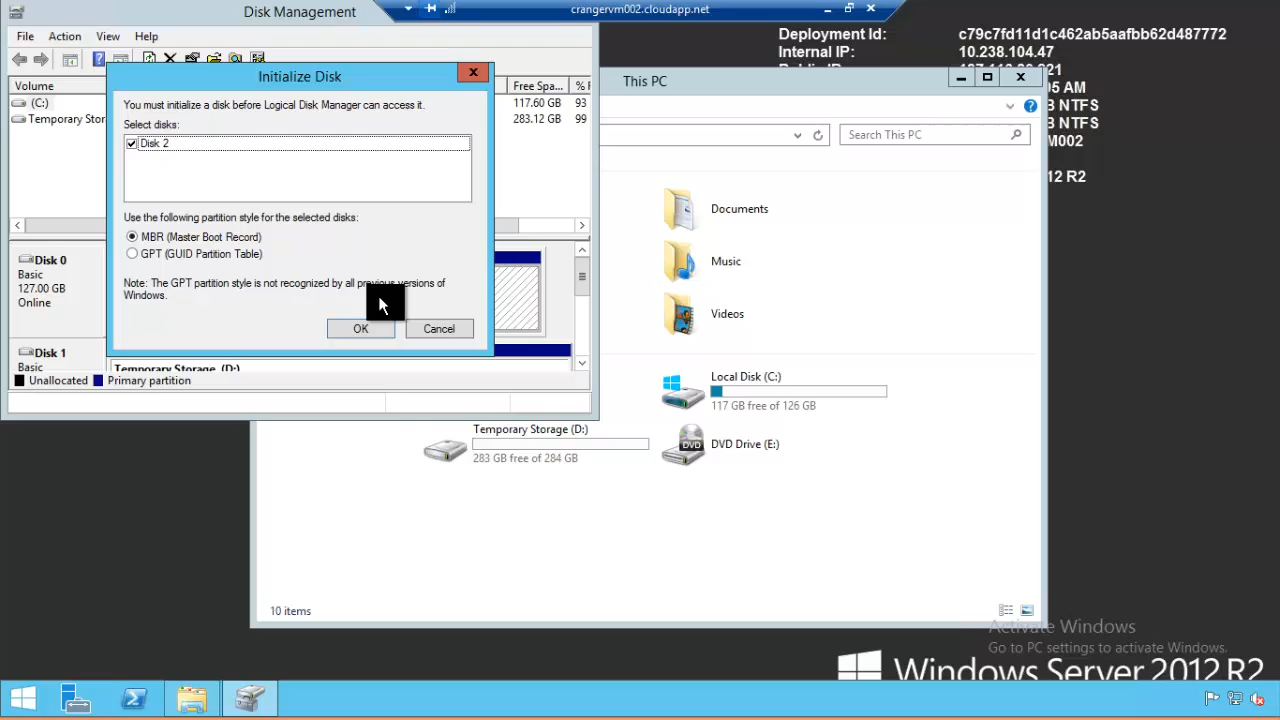 Disk Management
crangervm002.cloudapp.net
File Action View Help
Volume
Free Spa... % F
(C:)
117.60 GB 93
Temporary Stor
283.12 GB 99
Initialize Disk
You must initialize a disk before Logical Disk Manager can access it.
Select disks:
Disk 2
Use the following partition style for the selected disks:
MBR (Master Boot Record)
GPT (GUID Partition Table)
Note: The GPT partition style is not recognized by all previous versions of
Windows.
OK Cancel
Disk 0
Basic
127.00 GB
Online
Disk 1
Basic
Temporary Storage (D:)
Unallocated Primary partition
Deployment Id: c79c7fd11d1c462ab5aafbb62d487772
Internal IP: 10.238.104.47
05 AM
NTFS
NTFS
M002
12 R2
This PC
Search This PC
Documents
Music
Videos
Local Disk (C:)
117 GB free of 126 GB
Temporary Storage (D:)
283 GB free of 284 GB
DVD
DVD Drive (E:)
10 items
Activate Windows
Go to PC settings to activate Windows.
Windows Server 2012 R2